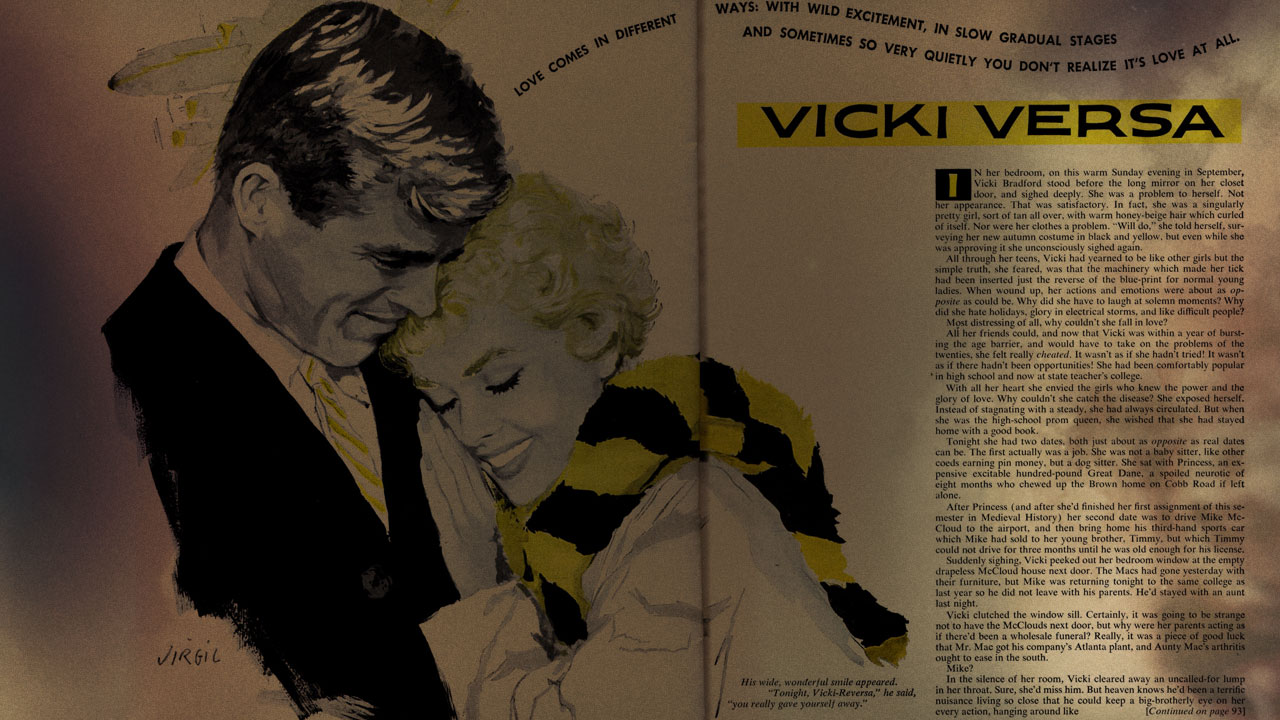 LOVE COMES IN DIFFERENT
WAYS: WITH WILD EXCITEMENT, IN SLOW GRADUAL STAGES
AND SOMETIMES SO VERY QUIETLY YOU DON'T REALIZE IT'S LOVE AT ALL.
VICKI VERSA
IN her bedroom, on this warm Sunday evening in September,
Vicki Bradford stood before the long mirror on her closet
door, and sighed deeply. She was a problem to herself. Not
her appearance. That was satisfactory. In fact, she was a singularly
pretty girl, sort of tan all over, with warm honey-beige hair which curled
of itself. Nor were her clothes a problem. "Will do," she told herself, sur-
veying her new autumn costume in black and yellow, but even while she
was approving it she unconsciously sighed again.
All through her teens, Vicki had yearned to be like other girls but the
simple truth, she feared, was that the machinery which made her tick
had been inserted just the reverse of the blue-print for normal young
ladies. When wound up, her actions and emotions were about as op-
posite as could be. Why did she have to laugh at solemn moments? Why
did she hate holidays, glory in electrical storms, and like difficult people?
Most distressing of all, why couldn't she fall in love?
All her friends could, and now that Vicki was within a year of burst-
ing the age barrier, and would have to take on the problems of the
twenties, she felt really cheated. It wasn't as if she hadn't tried! It wasn't
as if there hadn't been opportunities! She had been comfortably popular
in high school and now at state teacher's college.
With all her heart she envied the girls who knew the power and the
glory of love. Why couldn't she catch the disease? She exposed herself.
Instead of stagnating with a steady, she had always circulated. But when
she was the high-school prom queen, she wished that she had stayed
home with a good book.
Tonight she had two dates, both just about as opposite as real dates
can be. The first actually was a job. She was not a baby sitter, like other
coeds earning pin money, but a dog sitter. She sat with Princess, an ex-
pensive excitable hundred-pound Great Dane, a spoiled neurotic of
eight months who chewed up the Brown home on Cobb Road if left
alone.
After Princess (and after she'd finished her first assignment of this se-
mester in Medieval History) her second date was to drive Mike Mc-
Cloud to the airport, and then bring home his third-hand sports car
which Mike had sold to her young brother, Timmy, but which Timmy
could not drive for three months until he was old enough for his license.
Suddenly sighing, Vicki peeked out her bedroom window at the empty
drapeless McCloud house next door. The Macs had gone yesterday with
their furniture, but Mike was returning tonight to the same college as
last year so he did not leave with his parents. He'd stayed with an aunt
last night.
Vicki clutched the window sill. Certainly, it was going to be strange
not to have the McClouds next door, but why were her parents acting as
if there'd been a wholesale funeral? Really, it was a piece of good luck
that Mr. Mac got his company's Atlanta plant, and Aunty Mac's arthritis
ought to ease in the south.
Mike?
In the silence of her room, Vicki cleared away an uncalled-for lump
in her throat. Sure, she'd miss him. But heaven knows he'd been a terrific
nuisance living so close that he could keep a big-brotherly eye on her
every action, hanging around like [Continued on page 93]
His wide, wonderful smile appeared.
"Tonight, Vicki-Reversa," he said,
"you really gave yourself away."
VIRGIL